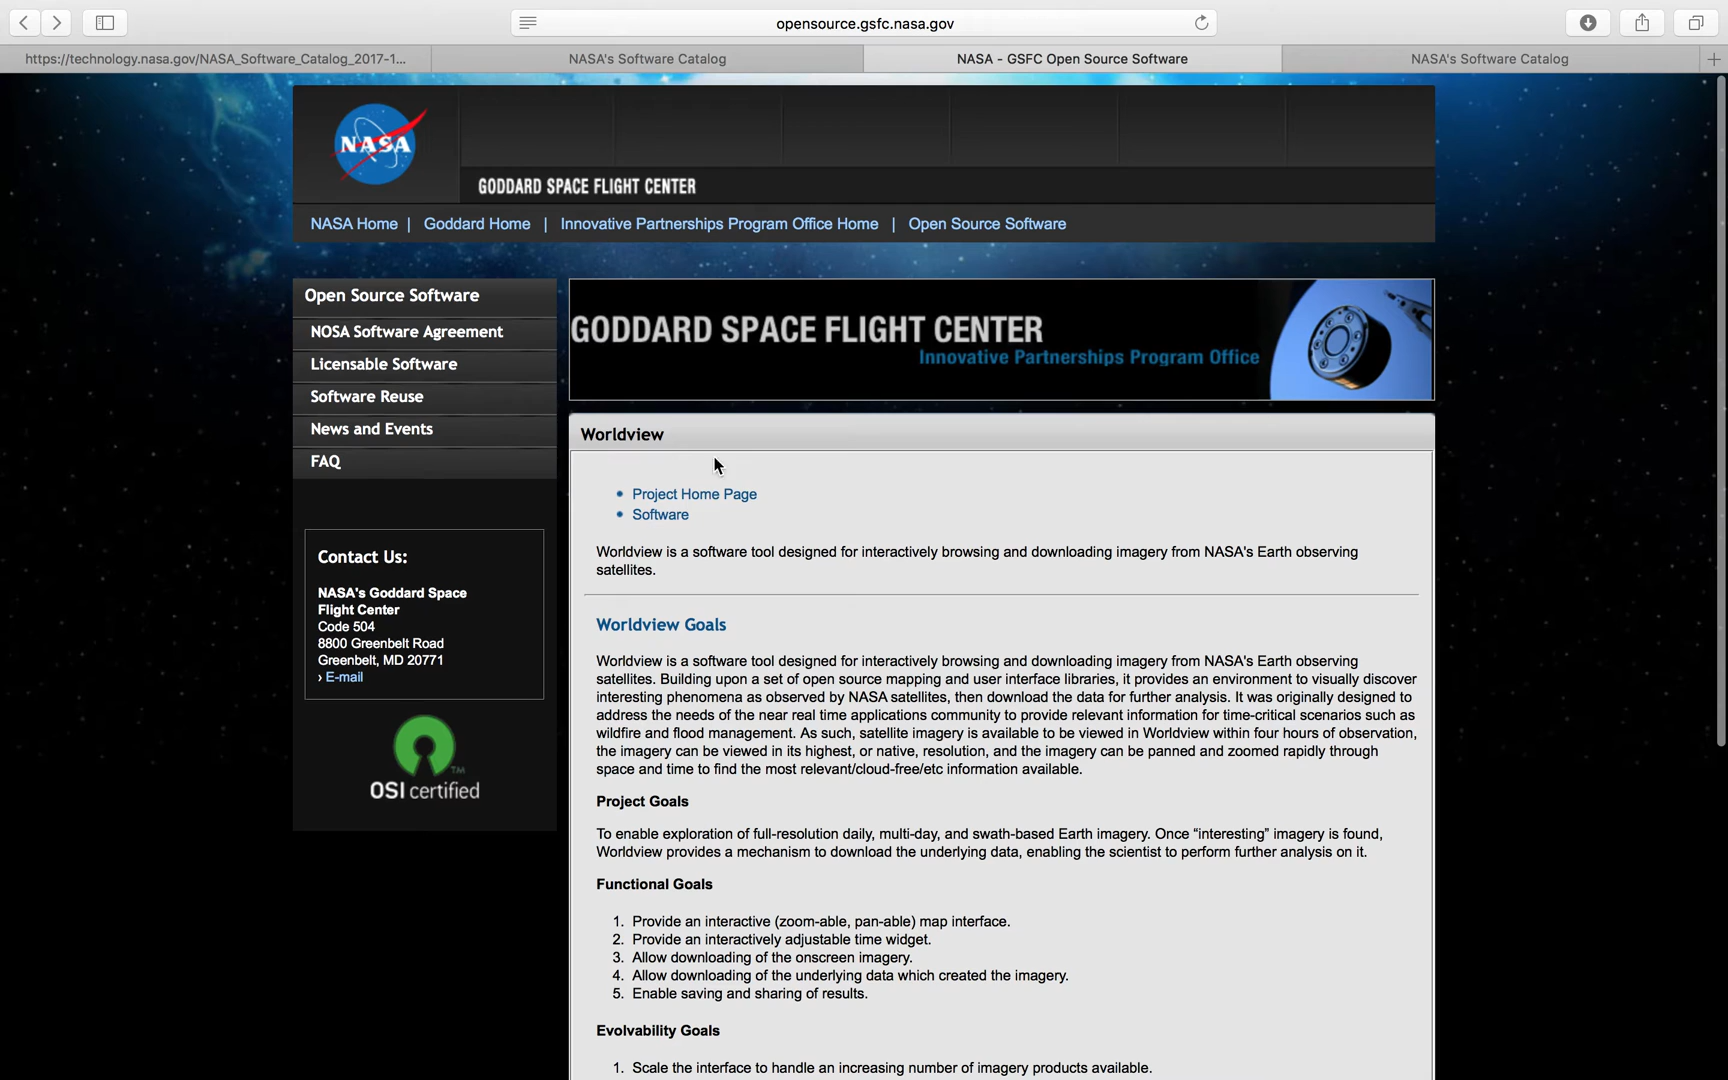 opensource.gsfc.nasa.gov
https://technology.nasa.gov/NASA_Software_Catalog_2017-1...
NASA's Software Catalog
NASA - GSFC Open Source Software
NASA's Software Catalog
NASA
GODDARD SPACE FLIGHT CENTER
NASA Home | Goddard Home | Innovative Partnerships Program Office Home | Open Source Software
Open Source Software
NOSA Software Agreement
Licensable Software
Software Reuse
News and Events
FAQ
Contact Us:
NASA's Goddard Space
Flight Center
Code 504
8800 Greenbelt Road
Greenbelt, MD 20771
› E-mail
TM
OSI certified
GODDARD SPACE FLIGHT CENTER
Innovative Partnerships Program Office
Worldview
• Project Home Page
• Software
Worldview is a software tool designed for interactively browsing and downloading imagery from NASA's Earth observing
satellites.
Worldview Goals
Worldview is a software tool designed for interactively browsing and downloading imagery from NASA's Earth observing
satellites. Building upon a set of open source mapping and user interface libraries, it provides an environment to visually discover
interesting phenomena as observed by NASA satellites, then download the data for further analysis. It was originally designed to
address the needs of the near real time applications community to provide relevant information for time-critical scenarios such as
wildfire and flood management. As such, satellite imagery is available to be viewed in Worldview within four hours of observation,
the imagery can be viewed in its highest, or native, resolution, and the imagery can be panned and zoomed rapidly through
space and time to find the most relevant/cloud-free/etc information available.
Project Goals
To enable exploration of full-resolution daily, multi-day, and swath-based Earth imagery. Once “interesting” imagery is found,
Worldview provides a mechanism to download the underlying data, enabling the scientist to perform further analysis on it.
Functional Goals
1. Provide an interactive (zoom-able, pan-able) map interface.
2. Provide an interactively adjustable time widget.
3. Allow downloading of the onscreen imagery.
4. Allow downloading of the underlying data which created the imagery.
5. Enable saving and sharing of results.
Evolvability Goals
1. Scale the interface to handle an increasing number of imagery products available.